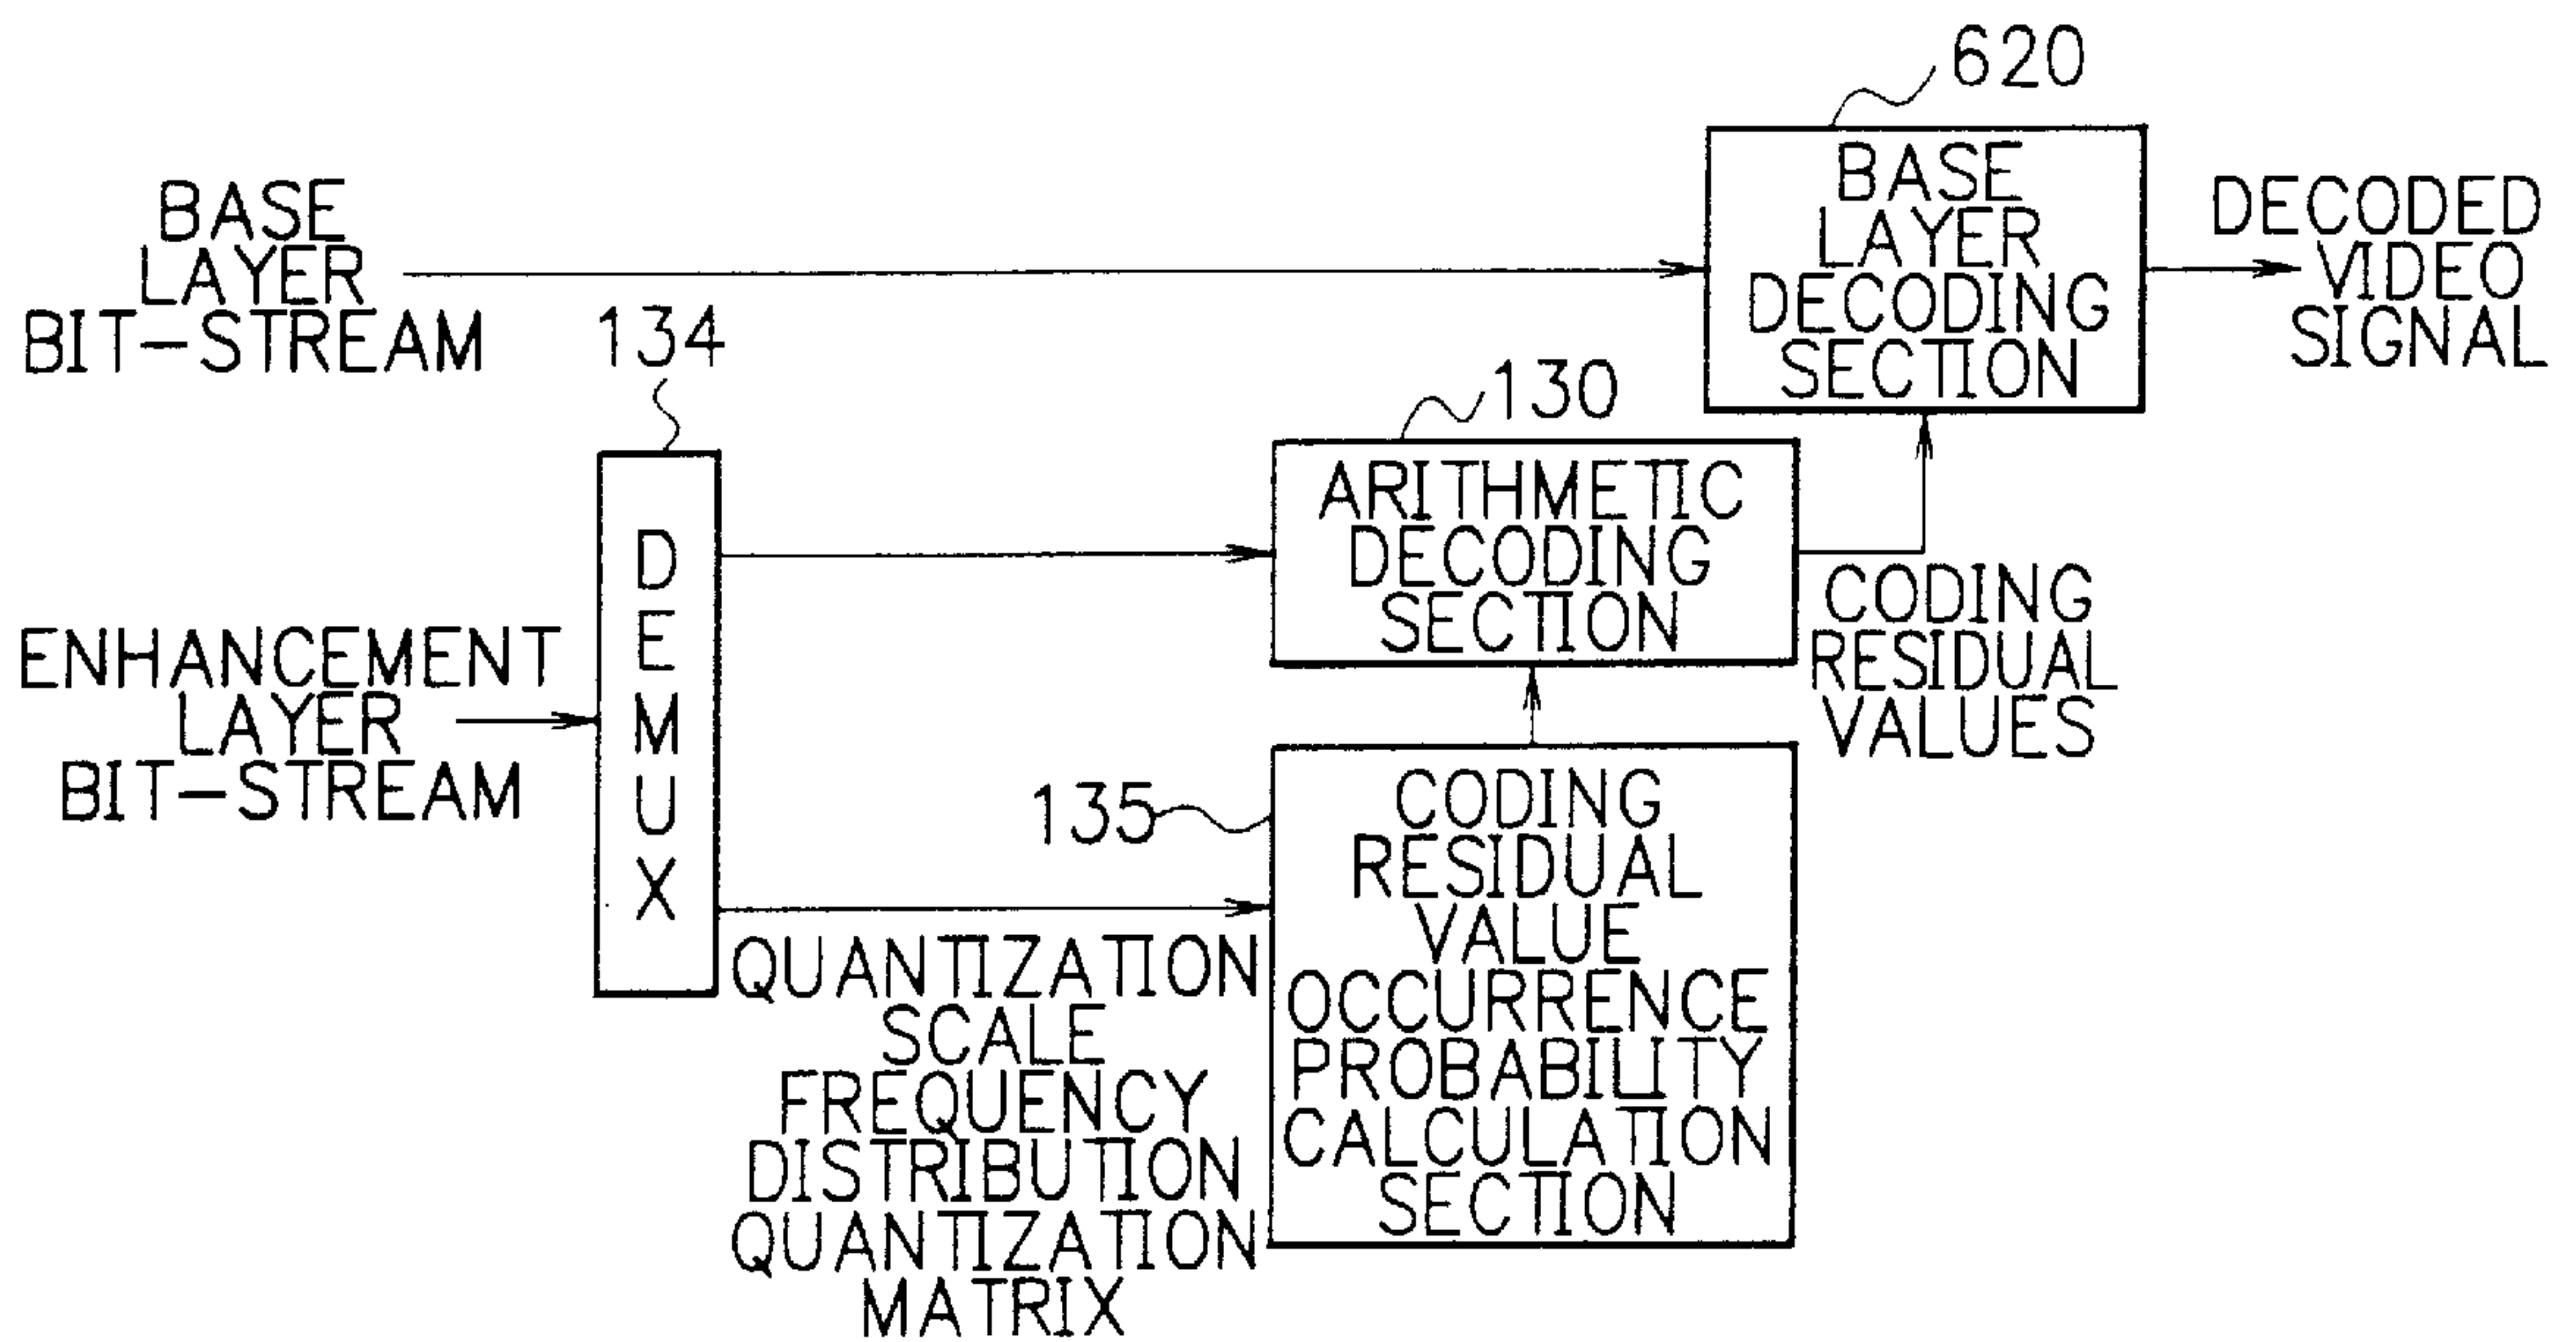 620
BASE
LAYER
BIT-STREAM
BASE
LAYER
DECODING
SECTION
DECODED
VIDEO
SIGNAL
134
130
DEMUX
ARITHMETIC
DECODING
SECTION
CODING
RESIDUAL
VALUES
ENHANCEMENT
LAYER
BIT-STREAM
135
CODING
RESIDUAL
VALUE
OCCURRENCE
PROBABILITY
CALCULATION
SECTION
QUANTIZATION
SCALE
FREQUENCY
DISTRIBUTION
QUANTIZATION
MATRIX